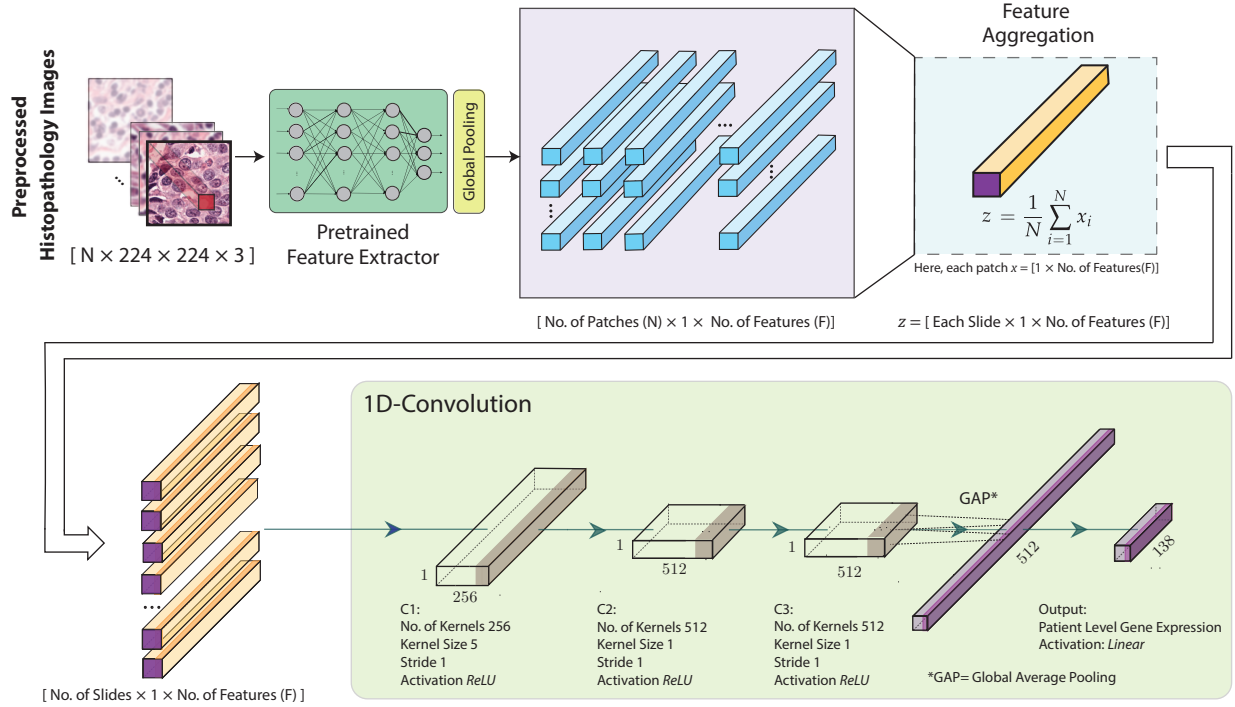 Preprocessed
Histopathology Images
[ N × 224 × 224 × 3 ]
Pretrained
Feature Extractor
Global Pooling
[ No. of Patches (N) × 1 × No. of Features (F)]
Feature
Aggregation
z = 1/N ∑_{i=1}^{N} x_i
Here, each patch x = [1 × No. of Features(F)]
z = [ Each Slide × 1 × No. of Features (F)]
[ No. of Slides × 1 × No. of Features (F) ]
1D-Convolution
1
256
C1:
No. of Kernels 256
Kernel Size 5
Stride 1
Activation ReLU
1
512
C2:
No. of Kernels 512
Kernel Size 1
Stride 1
Activation ReLU
1
512
C3:
No. of Kernels 512
Kernel Size 1
Stride 1
Activation ReLU
GAP*
512
138
Output:
Patient Level Gene Expression
Activation: Linear
*GAP= Global Average Pooling